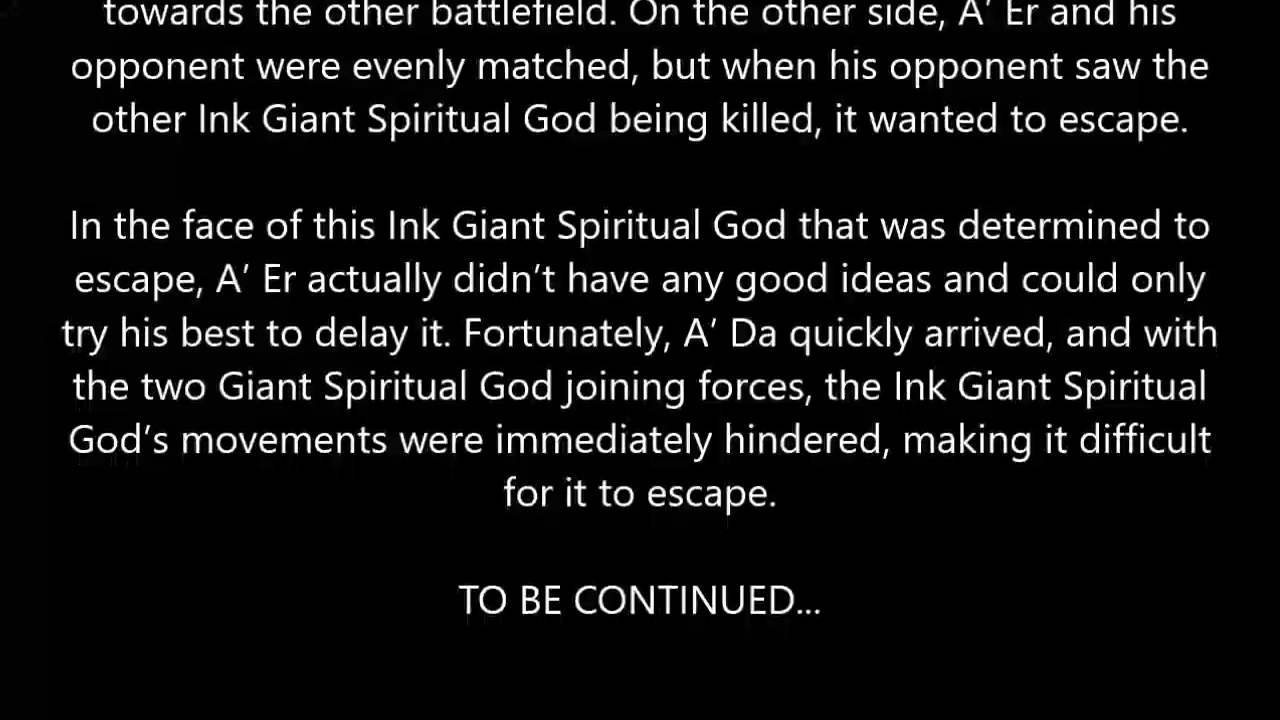 towards the other battlefield. On the other side, A’ Er and his
opponent were evenly matched, but when his opponent saw the
other Ink Giant Spiritual God being killed, it wanted to escape.
In the face of this Ink Giant Spiritual God that was determined to
escape, A’ Er actually didn’t have any good ideas and could only
try his best to delay it. Fortunately, A’ Da quickly arrived, and with
the two Giant Spiritual God joining forces, the Ink Giant Spiritual
God’s movements were immediately hindered, making it difficult
for it to escape.
TO BE CONTINUED...